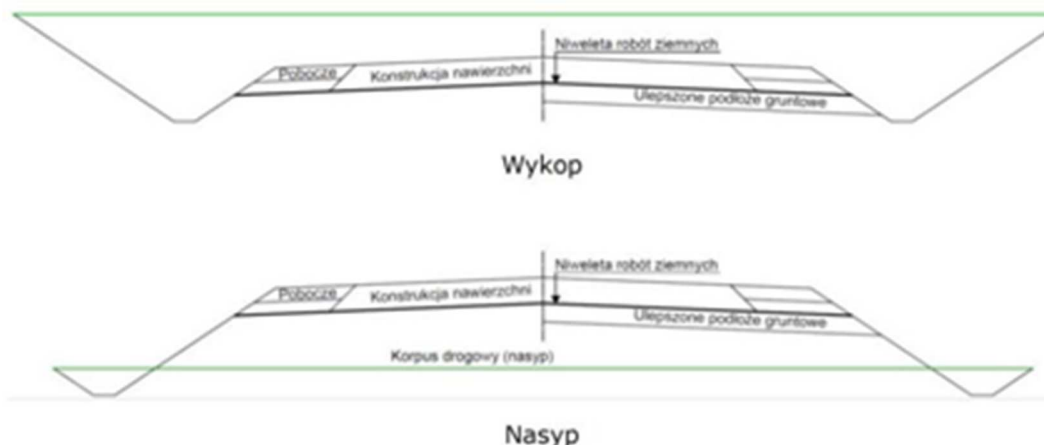 Niweleta robót ziemnych
Pobocze
Konstrukcja nawierzchni
Ulepszone podłoże gruntowe
Wykop
Niweleta robót ziemnych
Pobocze
Konstrukcja nawierzchni
Ulepszone podłoże gruntowe
Korpus drogowy (nasyp)
Nasyp